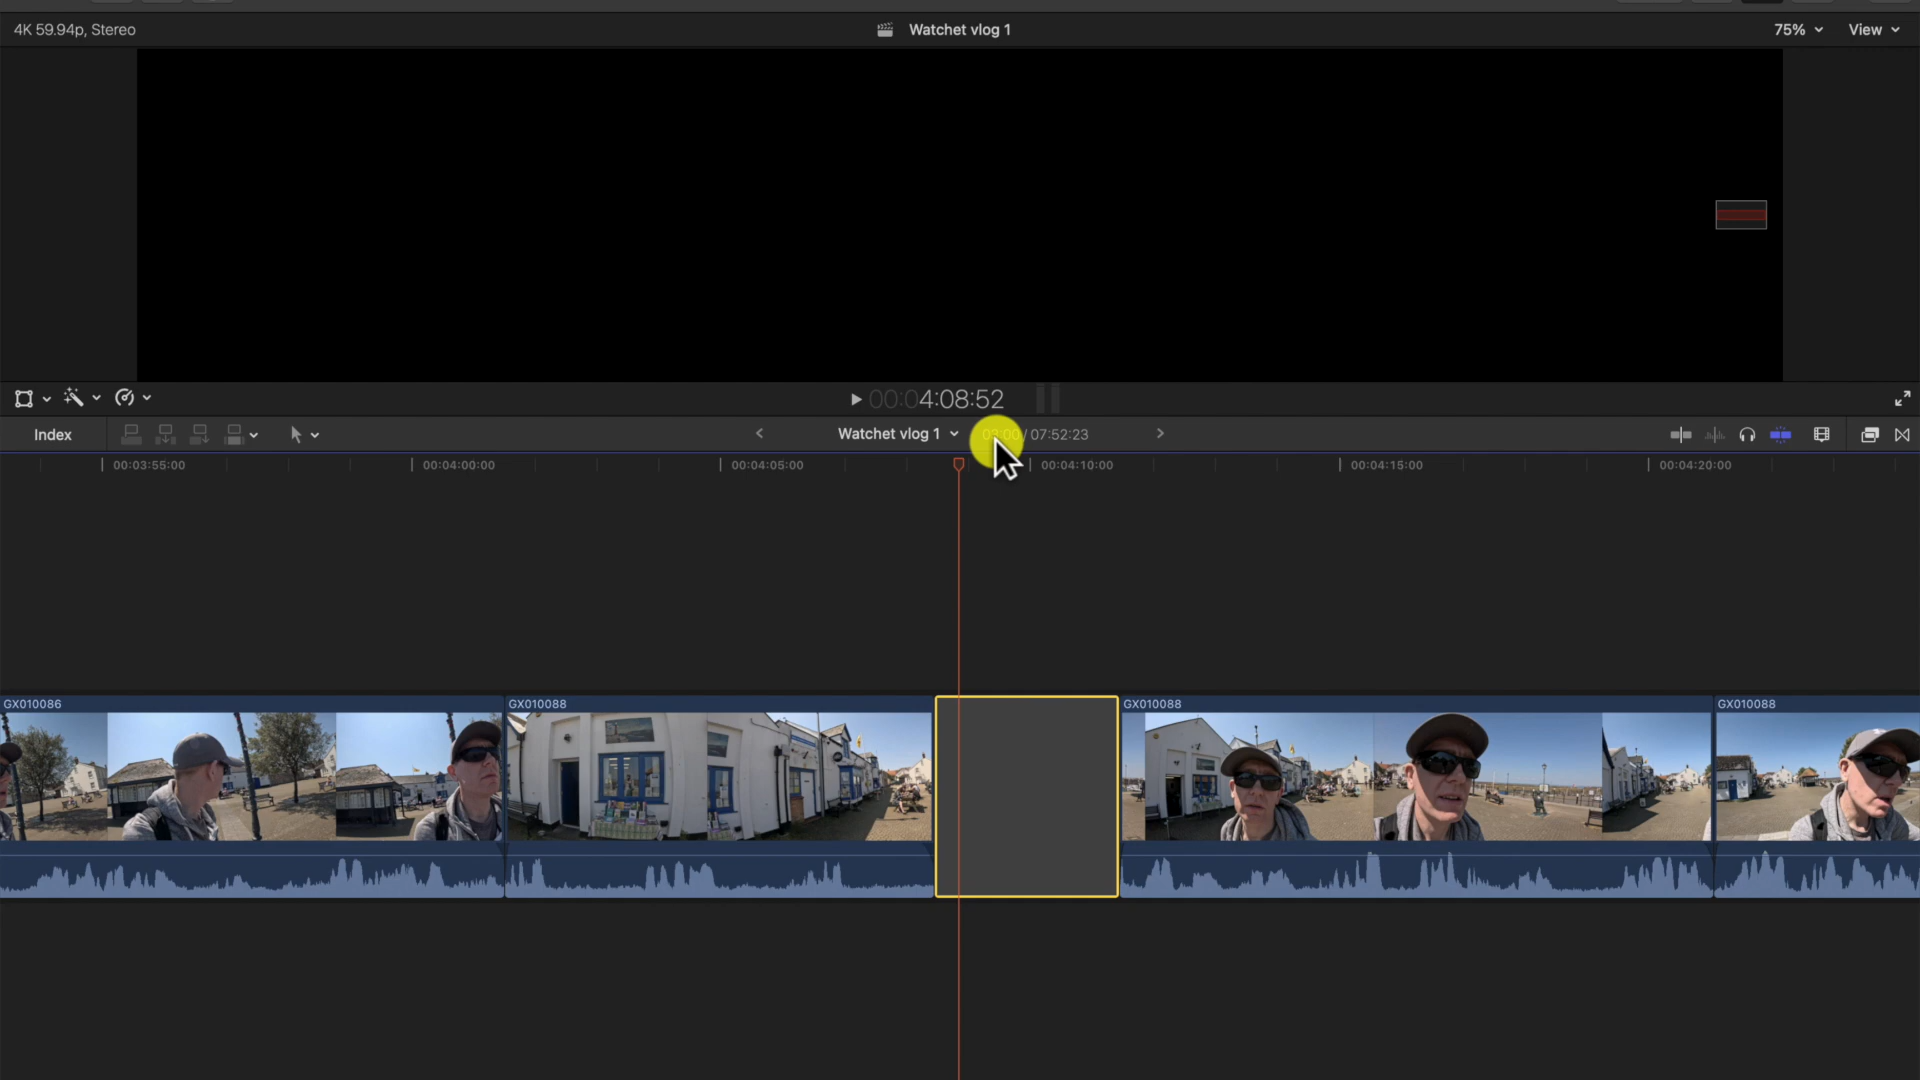 4K 59.94p, Stereo
Watchet vlog 1
75%
View
00:04:08:52
Index
Watchet vlog 1
03:00 / 07:52:23
00:03:55:00
00:04:00:00
00:04:05:00
00:04:10:00
00:04:15:00
00:04:20:00
GX010086
GX010088
GX010088
GX010088